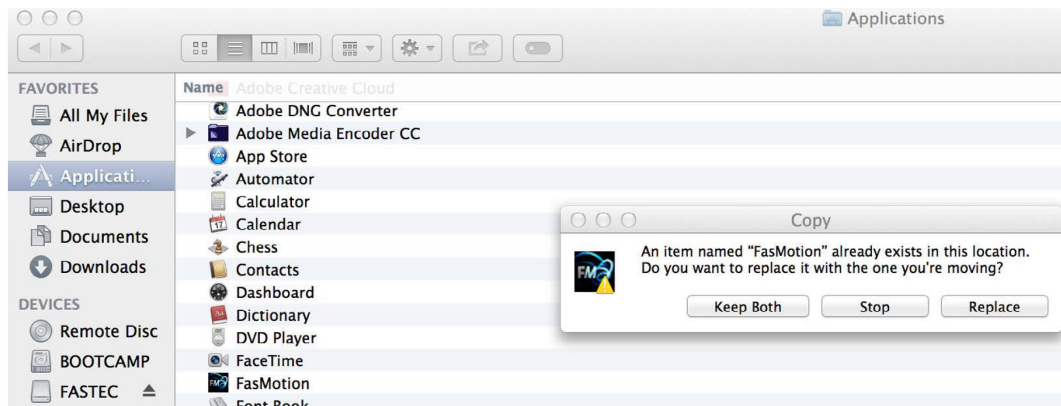 Applications
FAVORITES
All My Files
AirDrop
Applicati...
Desktop
Documents
Downloads
DEVICES
Remote Disc
BOOTCAMP
FASTEC
Name
Adobe Creative Cloud
Adobe DNG Converter
Adobe Media Encoder CC
App Store
Automator
Calculator
Calendar
Chess
Contacts
Dashboard
Dictionary
DVD Player
FaceTime
FasMotion
Font Book
Copy
An item named “FasMotion” already exists in this location.
Do you want to replace it with the one you're moving?
Keep Both
Stop
Replace